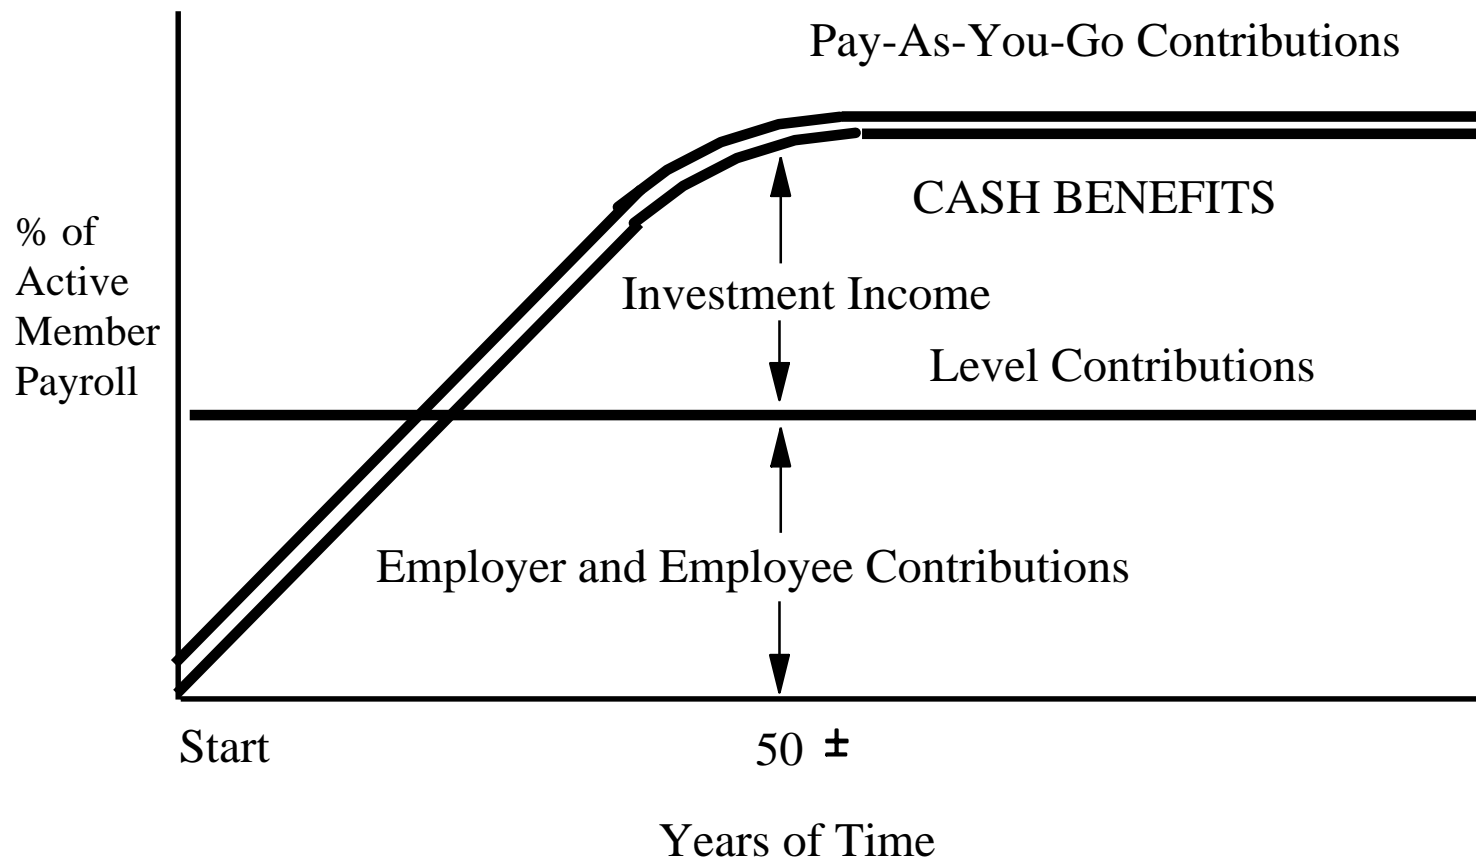 Pay-As-You-Go Contributions
CASH BENEFITS
% of
Active
Member
Payroll
Investment Income
Level Contributions
Employer and Employee Contributions
Start
50 ±
Years of Time